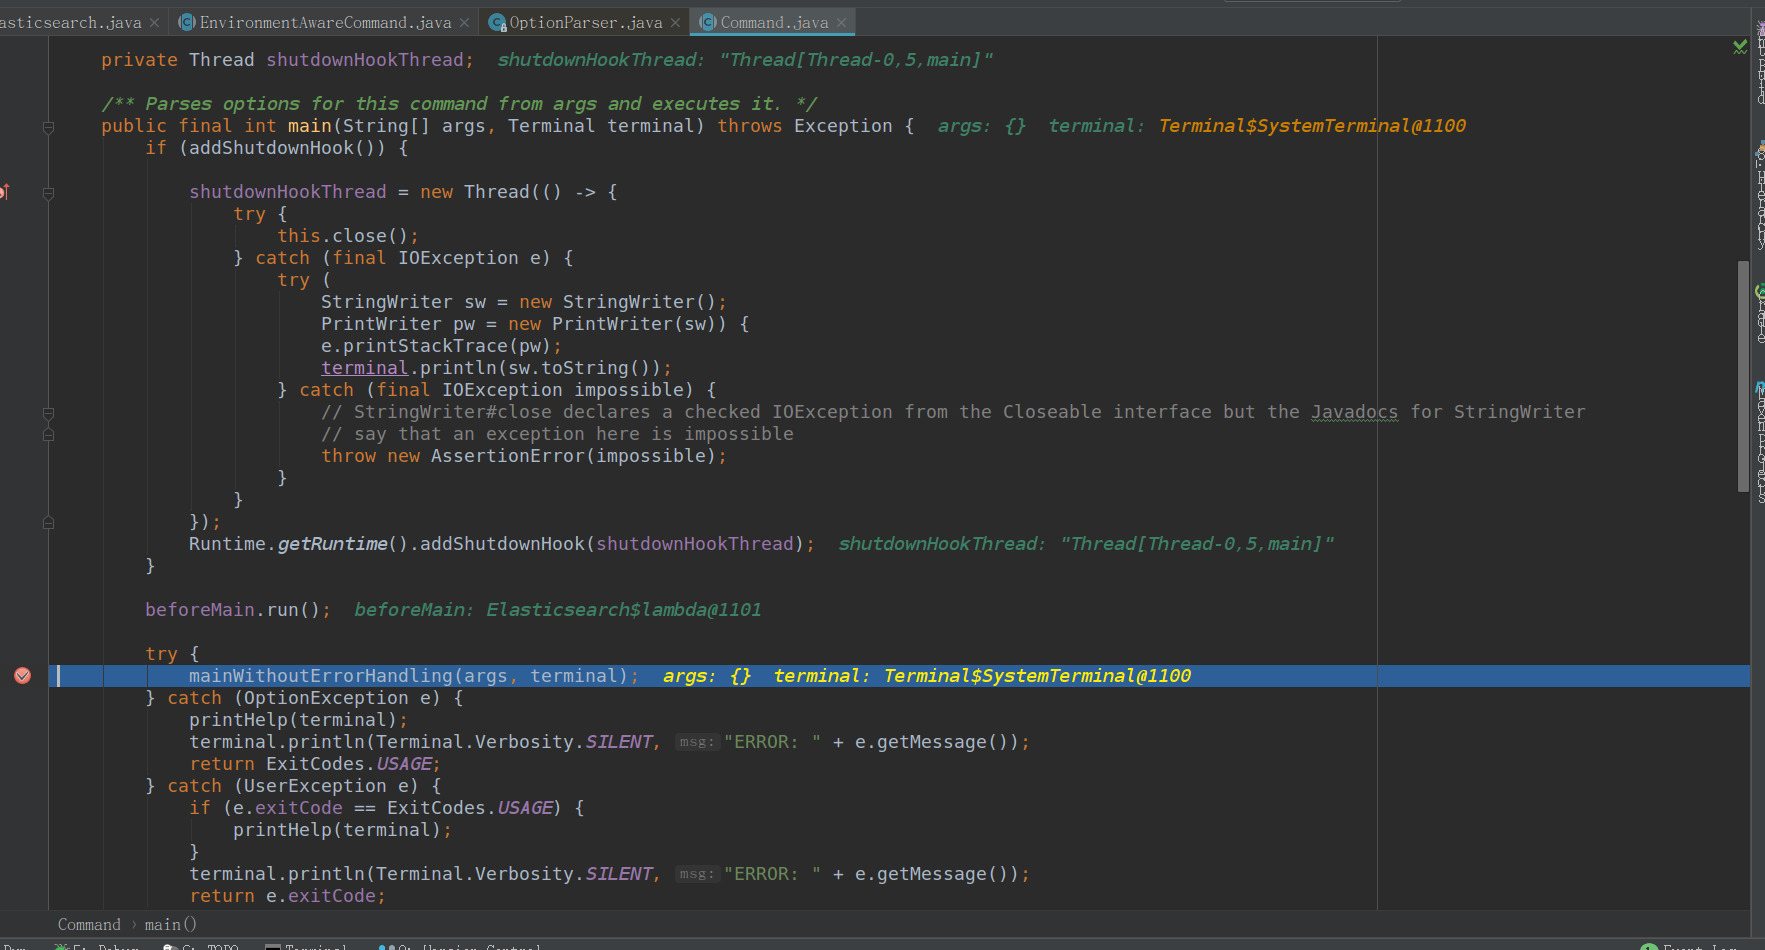 asticsearch.java EnvironmentAwareCommand.java OptionParser.java Command.java
private Thread shutdownHookThread; shutdownHookThread: "Thread[Thread-0,5,main]"
/** Parses options for this command from args and executes it. */
public final int main(String[] args, Terminal terminal) throws Exception { args: {} terminal: Terminal$SystemTerminal@1100
if (addShutdownHook()) {
shutdownHookThread = new Thread(() -> {
try {
this.close();
} catch (final IOException e) {
try (
StringWriter sw = new StringWriter();
PrintWriter pw = new PrintWriter(sw)) {
e.printStackTrace(pw);
terminal.println(sw.toString());
} catch (final IOException impossible) {
// StringWriter#close declares a checked IOException from the Closeable interface but the Javadocs for StringWriter
// say that an exception here is impossible
throw new AssertionError(impossible);
}
}
});
Runtime.getRuntime().addShutdownHook(shutdownHookThread); shutdownHookThread: "Thread[Thread-0,5,main]"
}
beforeMain.run(); beforeMain: Elasticsearch$lambda@1101
try {
mainWithoutErrorHandling(args, terminal); args: {} terminal: Terminal$SystemTerminal@1100
} catch (OptionException e) {
printHelp(terminal);
terminal.println(Terminal.Verbosity.SILENT, msg: "ERROR: " + e.getMessage());
return ExitCodes.USAGE;
} catch (UserException e) {
if (e.exitCode == ExitCodes.USAGE) {
printHelp(terminal);
}
terminal.println(Terminal.Verbosity.SILENT, msg: "ERROR: " + e.getMessage());
return e.exitCode;
Command › main()